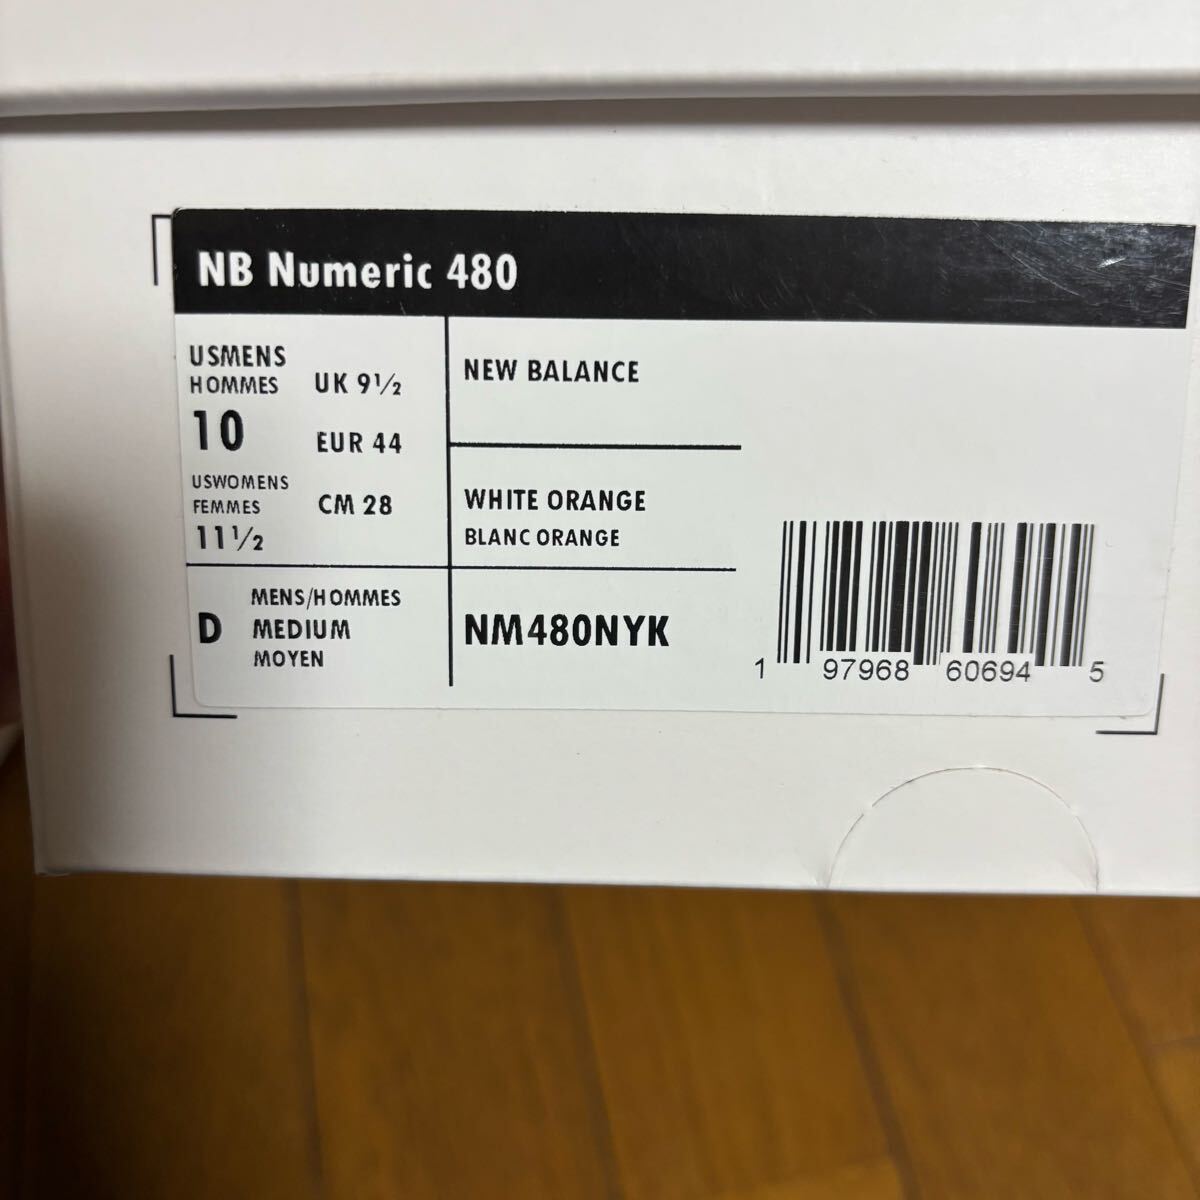 NB Numeric 480
USMENS
HOMMES
10
USWOMENS
FEMMES
11½
UK 9½
EUR 44
CM 28
NEW BALANCE
WHITE ORANGE
BLANC ORANGE
D
MENS/HOMMES
MEDIUM
MOYEN
NM480NYK
1 97968 60694 5